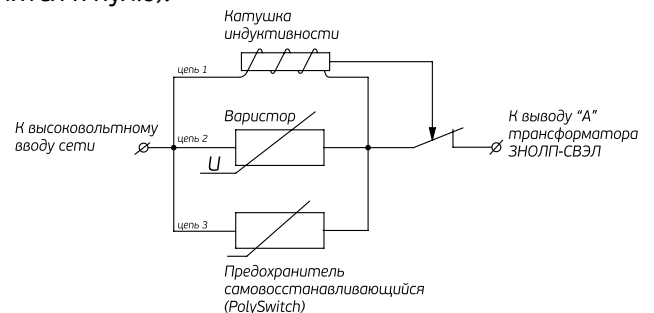 Катушка
индуктивности
цепь 1
Варистор
К высоковольтному
вводу сети
цепь 2
U
К выводу "А"
трансформатора
ЗНОЛП-СВЭЛ
цепь 3
Предохранитель
самовосстанавливающийся
(PolySwitch)